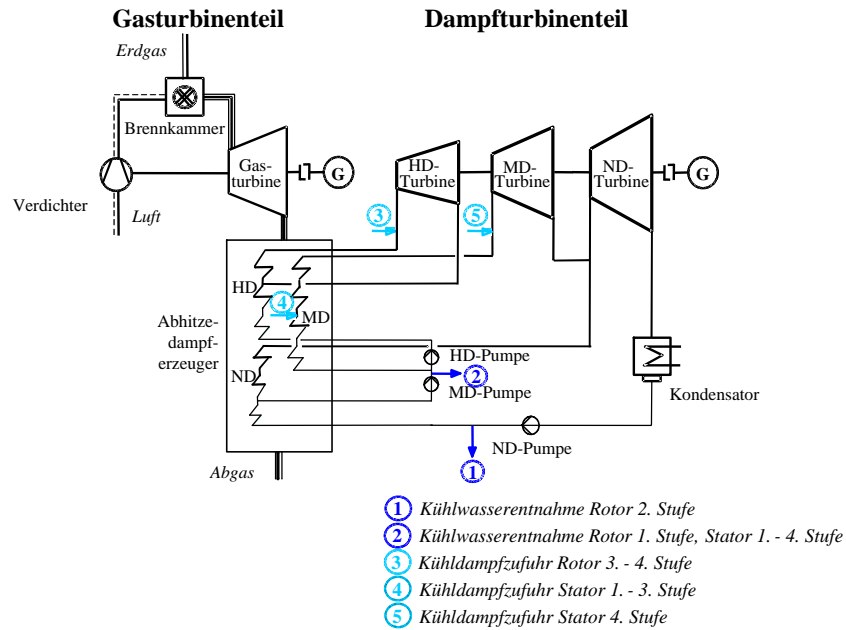 Gasturbinenteil
Dampfturbinenteil
Erdgas
Brennkammer
Gas-
turbine
G
HD-
Turbine
MD-
Turbine
ND-
Turbine
G
Verdichter
Luft
3
5
HD
4
MD
Abhitze-
dampf-
erzeuger
ND
HD-Pumpe
2
MD-Pumpe
Kondensator
ND-Pumpe
Abgas
1
1 Kühlwasserentnahme Rotor 2. Stufe
2 Kühlwasserentnahme Rotor 1. Stufe, Stator 1. - 4. Stufe
3 Kühldampfzufuhr Rotor 3. - 4. Stufe
4 Kühldampfzufuhr Stator 1. - 3. Stufe
5 Kühldampfzufuhr Stator 4. Stufe